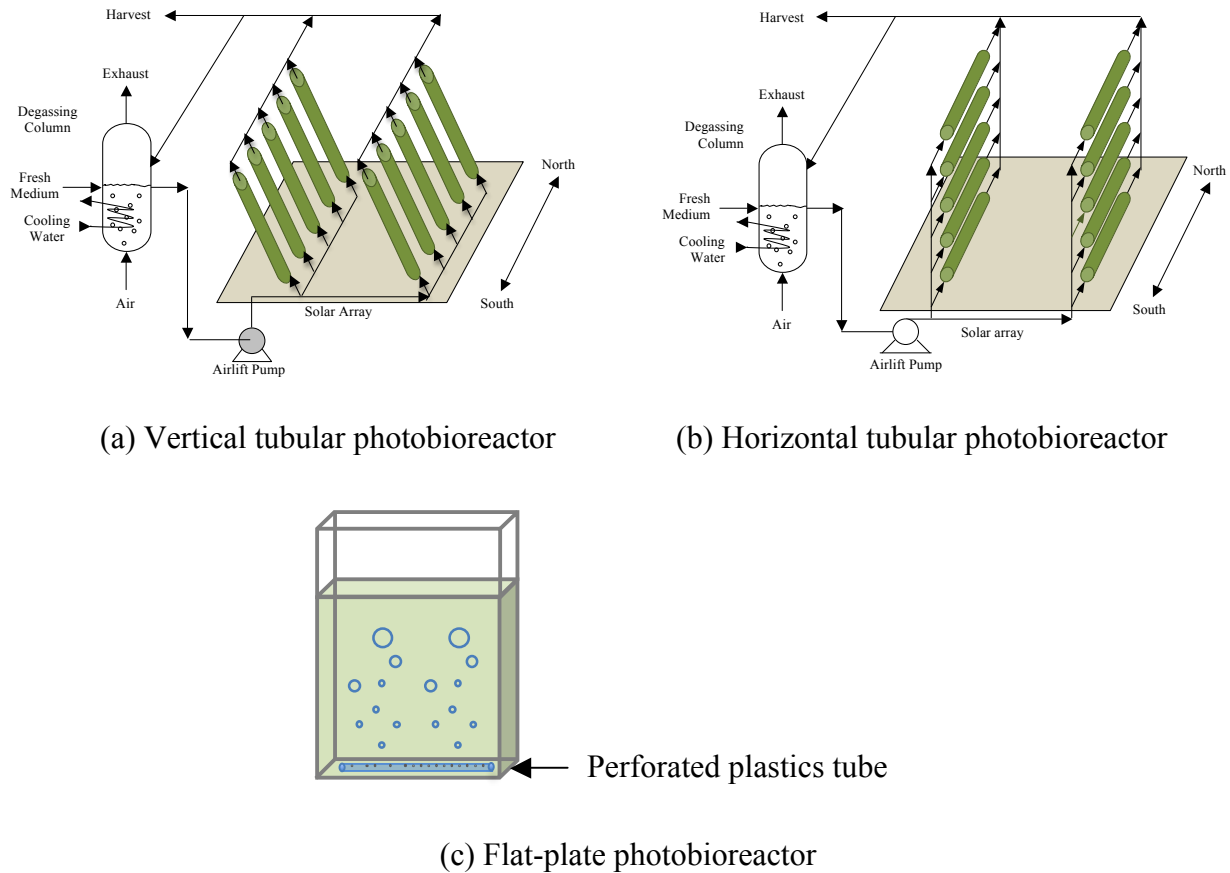 Harvest
Exhaust
Degassing
Column
Fresh
Medium
Cooling
Water
Air
North
South
Solar Array
Airlift Pump
(a) Vertical tubular photobioreactor
Harvest
Exhaust
Degassing
Column
Fresh
Medium
Cooling
Water
Air
North
South
Solar array
Airlift Pump
(b) Horizontal tubular photobioreactor
Perforated plastics tube
(c) Flat-plate photobioreactor